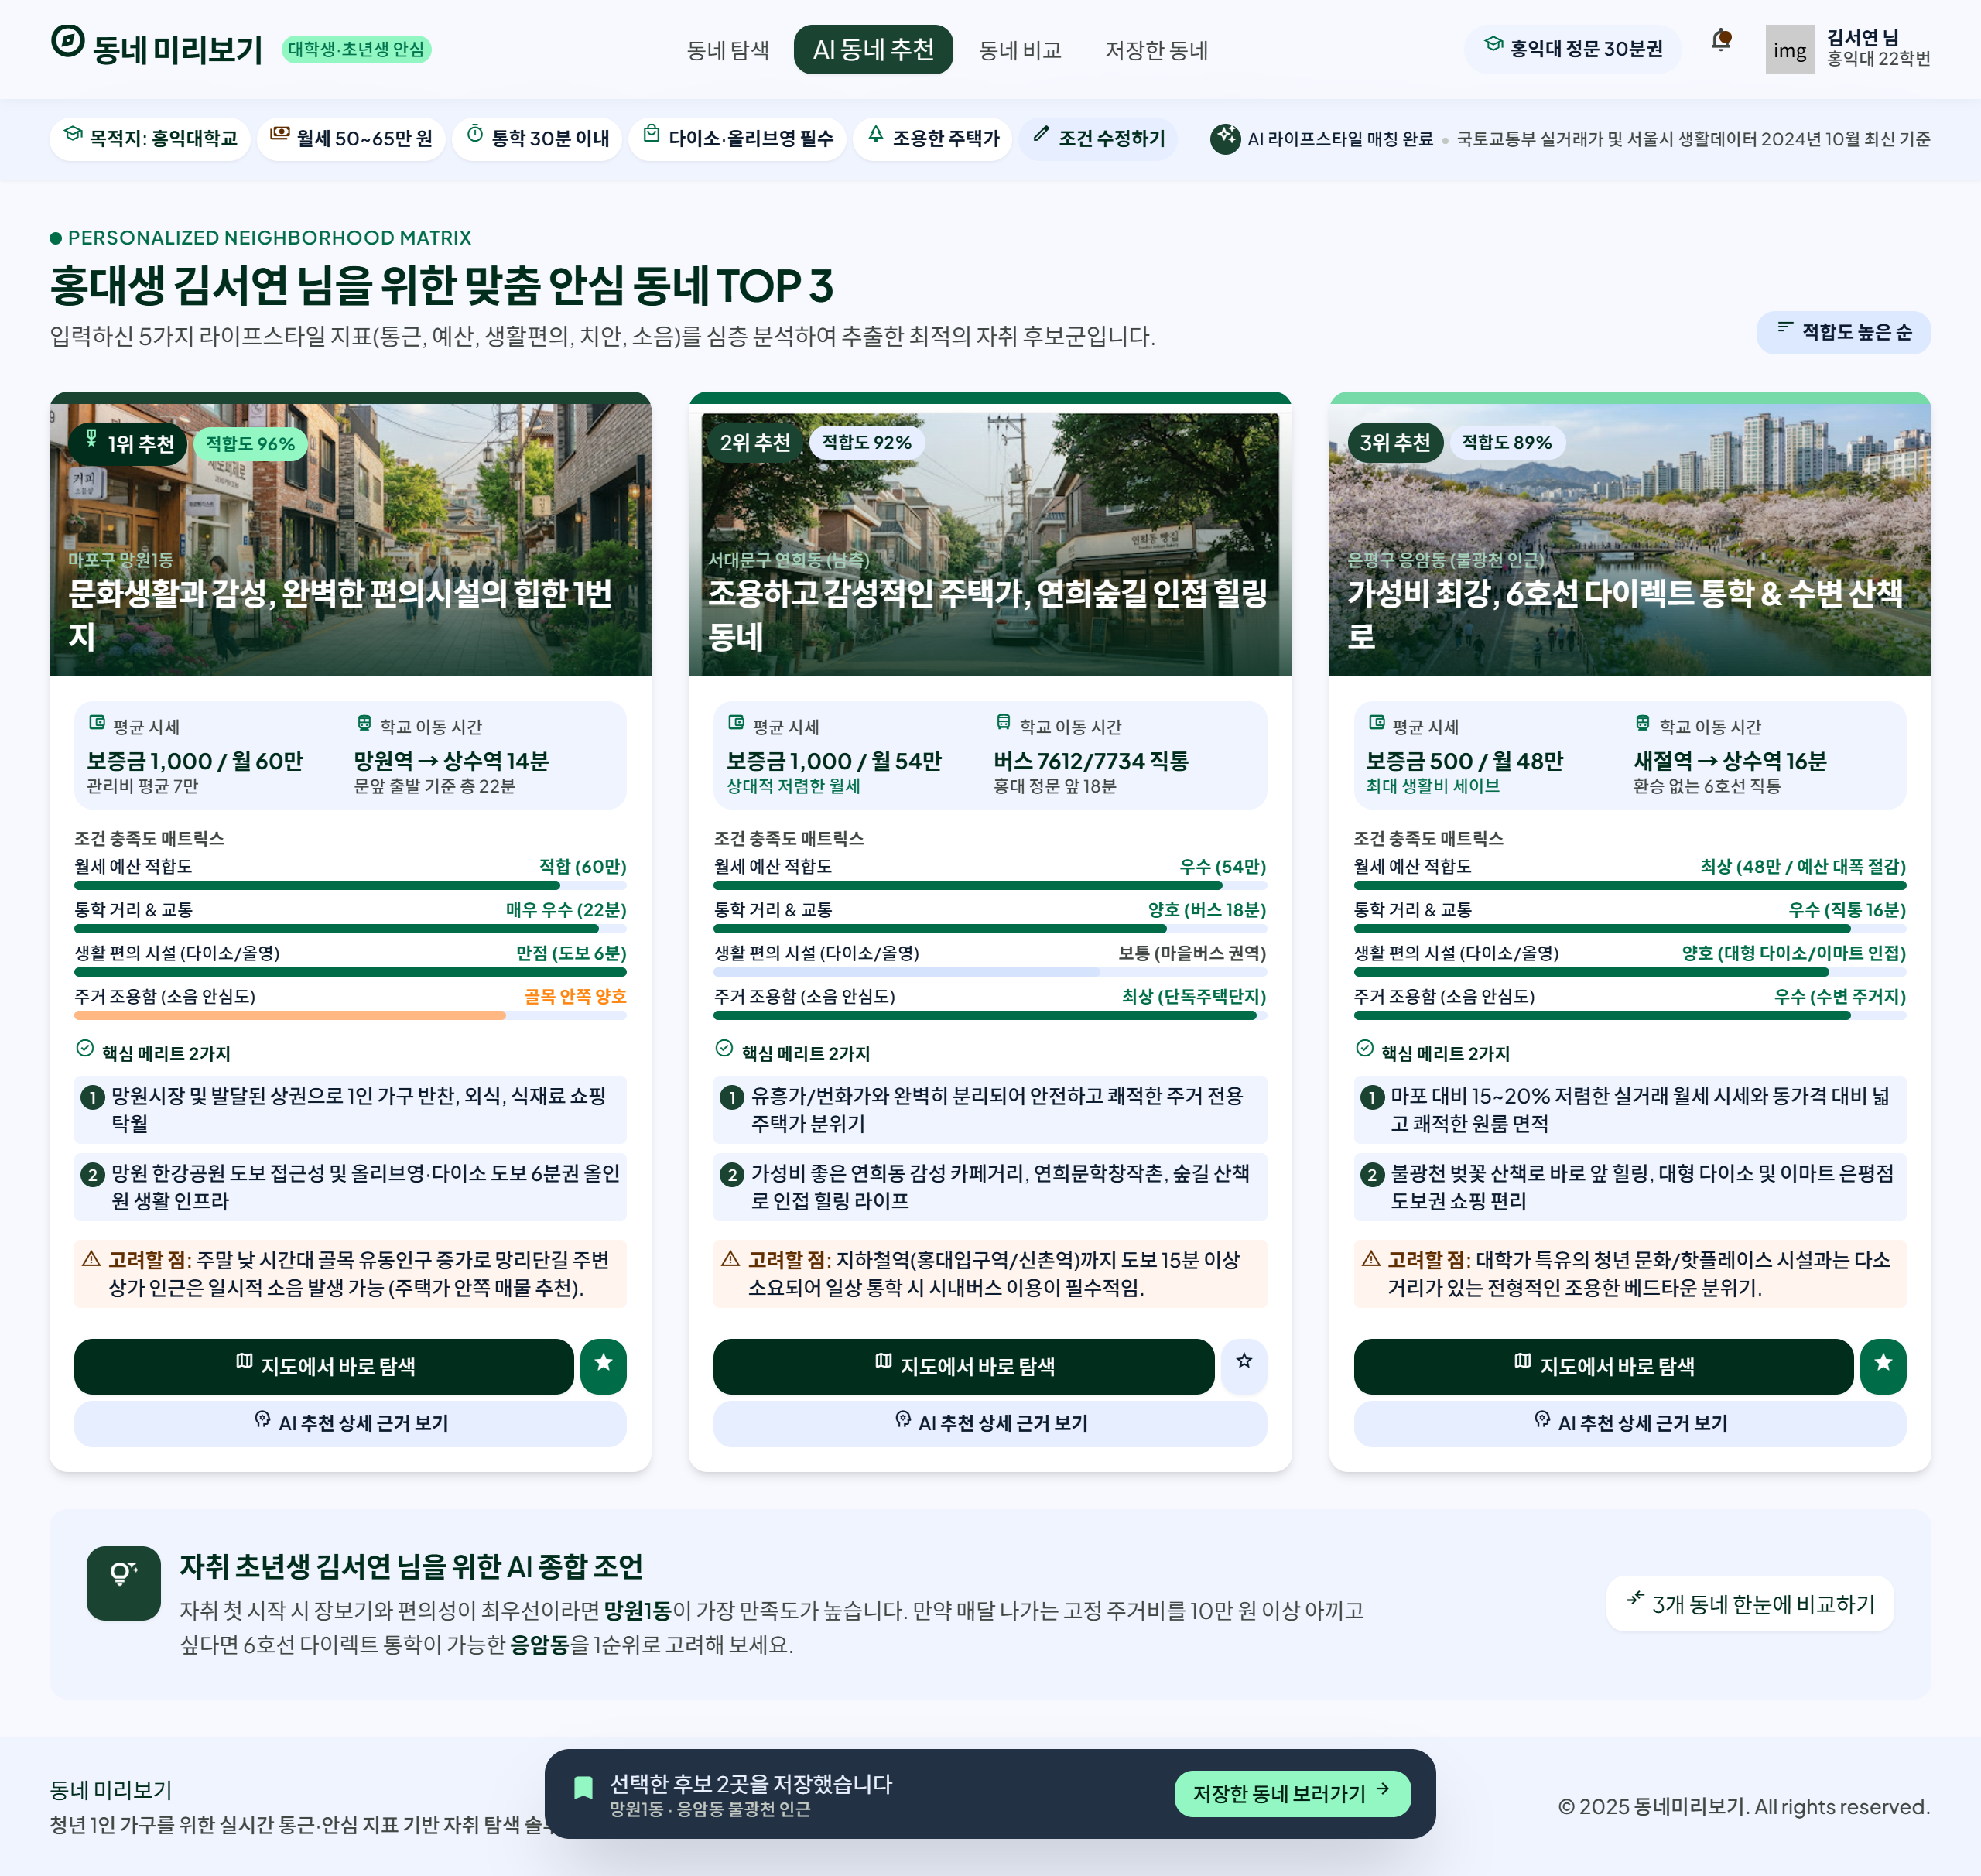 동네 미리보기
대학생·초년생 안심
동네 탐색
AI 동네 추천
동네 비교
저장한 동네
홍익대 정문 30분권
img
김서연 님
홍익대 22학번
목적지: 홍익대학교
월세 50~65만 원
통학 30분 이내
다이소·올리브영 필수
조용한 주택가
조건 수정하기
AI 라이프스타일 매칭 완료
국토교통부 실거래가 및 서울시 생활데이터 2024년 10월 최신 기준
PERSONALIZED NEIGHBORHOOD MATRIX
홍대생 김서연 님을 위한 맞춤 안심 동네 TOP 3
입력하신 5가지 라이프스타일 지표(통근, 예산, 생활편의, 치안, 소음)를 심층 분석하여 추출한 최적의 자취 후보군입니다.
적합도 높은 순
1위 추천
적합도 96%
커피
마포구 망원1동
문화생활과 감성, 완벽한 편의시설의 힙한 1번
지
평균 시세
보증금 1,000 / 월 60만
관리비 평균 7만
학교 이동 시간
망원역 → 상수역 14분
문앞 출발 기준 총 22분
조건 충족도 매트릭스
월세 예산 적합도
적합 (60만)
통학 거리 & 교통
매우 우수 (22분)
생활 편의 시설 (다이소/올영)
만점 (도보 6분)
주거 조용함 (소음 안심도)
골목 안쪽 양호
핵심 메리트 2가지
1
망원시장 및 발달된 상권으로 1인 가구 반찬, 외식, 식재료 쇼핑
탁월
2
망원 한강공원 도보 접근성 및 올리브영·다이소 도보 6분권 올인
원 생활 인프라
고려할 점: 주말 낮 시간대 골목 유동인구 증가로 망리단길 주변
상가 인근은 일시적 소음 발생 가능 (주택가 안쪽 매물 추천).
지도에서 바로 탐색
AI 추천 상세 근거 보기
2위 추천
적합도 92%
연희동 빵집
서대문구 연희동 (남측)
조용하고 감성적인 주택가, 연희숲길 인접 힐링
동네
평균 시세
보증금 1,000 / 월 54만
상대적 저렴한 월세
학교 이동 시간
버스 7612/7734 직통
홍대 정문 앞 18분
조건 충족도 매트릭스
월세 예산 적합도
우수 (54만)
통학 거리 & 교통
양호 (버스 18분)
생활 편의 시설 (다이소/올영)
보통 (마을버스 권역)
주거 조용함 (소음 안심도)
최상 (단독주택단지)
핵심 메리트 2가지
1
유흥가/번화가와 완벽히 분리되어 안전하고 쾌적한 주거 전용
주택가 분위기
2
가성비 좋은 연희동 감성 카페거리, 연희문학창작촌, 숲길 산책
로 인접 힐링 라이프
고려할 점: 지하철역(홍대입구역/신촌역)까지 도보 15분 이상
소요되어 일상 통학 시 시내버스 이용이 필수적임.
지도에서 바로 탐색
AI 추천 상세 근거 보기
3위 추천
적합도 89%
은평구 응암동 (불광천 인근)
가성비 최강, 6호선 다이렉트 통학 & 수변 산책
로
평균 시세
보증금 500 / 월 48만
최대 생활비 세이브
학교 이동 시간
새절역 → 상수역 16분
환승 없는 6호선 직통
조건 충족도 매트릭스
월세 예산 적합도
최상 (48만 / 예산 대폭 절감)
통학 거리 & 교통
우수 (직통 16분)
생활 편의 시설 (다이소/올영)
양호 (대형 다이소/이마트 인접)
주거 조용함 (소음 안심도)
우수 (수변 주거지)
핵심 메리트 2가지
1
마포 대비 15~20% 저렴한 실거래 월세 시세와 동가격 대비 넓
고 쾌적한 원룸 면적
2
불광천 벚꽃 산책로 바로 앞 힐링, 대형 다이소 및 이마트 은평점
도보권 쇼핑 편리
고려할 점: 대학가 특유의 청년 문화/핫플레이스 시설과는 다소
거리가 있는 전형적인 조용한 베드타운 분위기.
지도에서 바로 탐색
AI 추천 상세 근거 보기
자취 초년생 김서연 님을 위한 AI 종합 조언
자취 첫 시작 시 장보기와 편의성이 최우선이라면 망원1동이 가장 만족도가 높습니다. 만약 매달 나가는 고정 주거비를 10만 원 이상 아끼고
싶다면 6호선 다이렉트 통학이 가능한 응암동을 1순위로 고려해 보세요.
3개 동네 한눈에 비교하기
동네 미리보기
청년 1인 가구를 위한 실시간 통근·안심 지표 기반 자취 탐색
선택한 후보 2곳을 저장했습니다
망원1동 · 응암동 불광천 인근
저장한 동네 보러가기
© 2025 동네미리보기. All rights reserved.